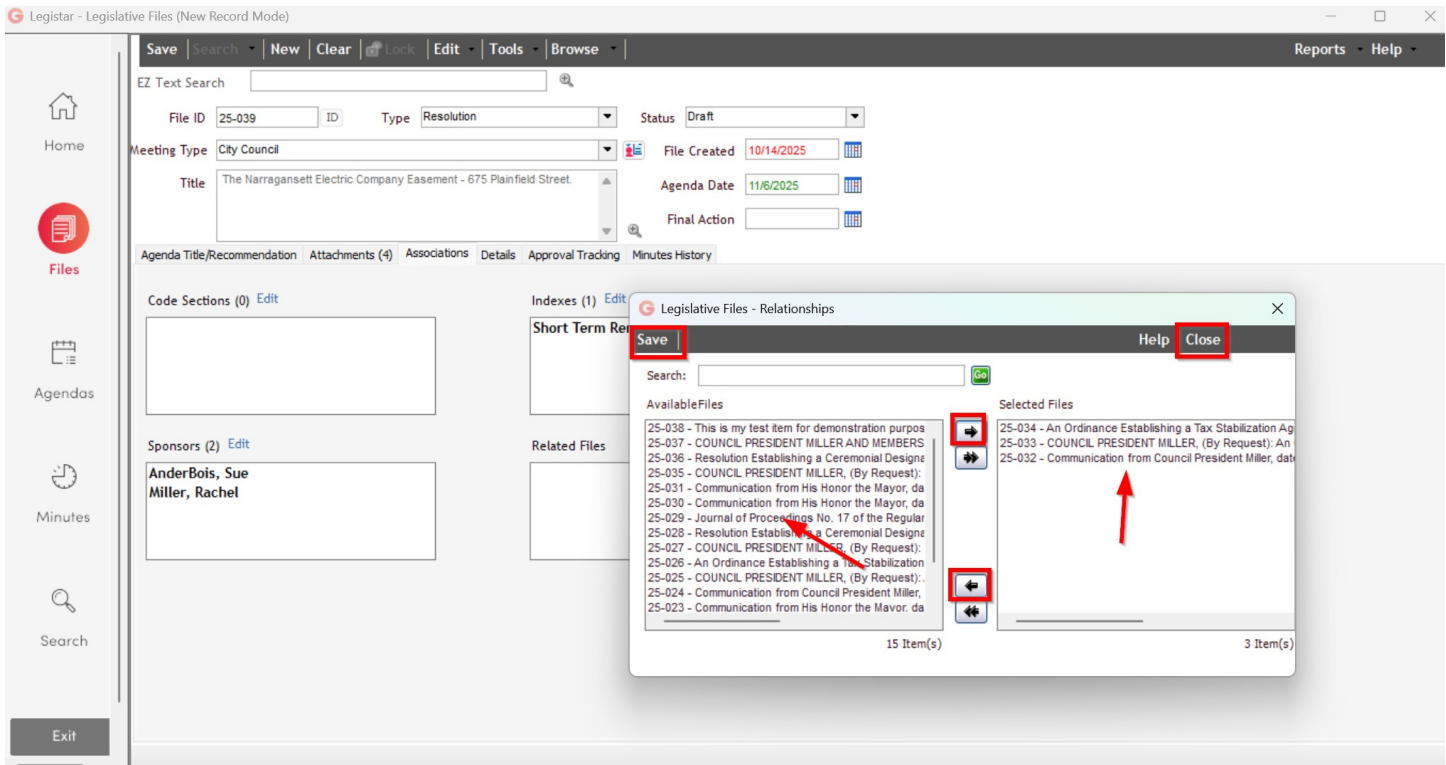 Legistar - Legislative Files (New Record Mode)
Save Search New Clear Lock Edit Tools Browse Reports Help
EZ Text Search
File ID 25-039 ID Type Resolution Status Draft
Meeting Type City Council File Created 10/14/2025
Title The Narragansett Electric Company Easement - 675 Plainfield Street. Agenda Date 11/6/2025
Final Action
Agenda Title/Recommendation Attachments (4) Associations Details Approval Tracking Minutes History
Home
Files
Agendas
Minutes
Search
Exit
Code Sections (0) Edit
Indexes (1) Edit
Short Term Rer
Sponsors (2) Edit
AnderBois, Sue
Miller, Rachel
Related Files
Legislative Files - Relationships
Save Help Close
Search: Go
AvailableFiles
25-038 - This is my test item for demonstration purpos
25-037 - COUNCIL PRESIDENT MILLER AND MEMBERS
25-036 - Resolution Establishing a Ceremonial Designa
25-035 - COUNCIL PRESIDENT MILLER, (By Request):
25-031 - Communication from His Honor the Mayor, da
25-030 - Communication from His Honor the Mayor, da
25-029 - Journal of Proceedings No. 17 of the Regular
25-028 - Resolution Establishing a Ceremonial Designa
25-027 - COUNCIL PRESIDENT MILLER, (By Request):
25-026 - An Ordinance Establishing a Tax Stabilization
25-025 - COUNCIL PRESIDENT MILLER, (By Request):
25-024 - Communication from Council President Miller,
25-023 - Communication from His Honor the Mayor. da
15 Item(s)
Selected Files
25-034 - An Ordinance Establishing a Tax Stabilization Ag
25-033 - COUNCIL PRESIDENT MILLER, (By Request): An
25-032 - Communication from Council President Miller, dat
3 Item(s)